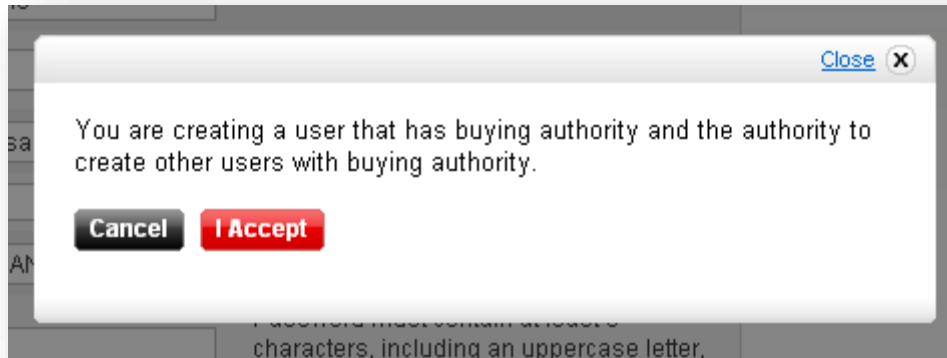 Close X
You are creating a user that has buying authority and the authority to
create other users with buying authority.
Cancel I Accept
characters, including an uppercase letter,